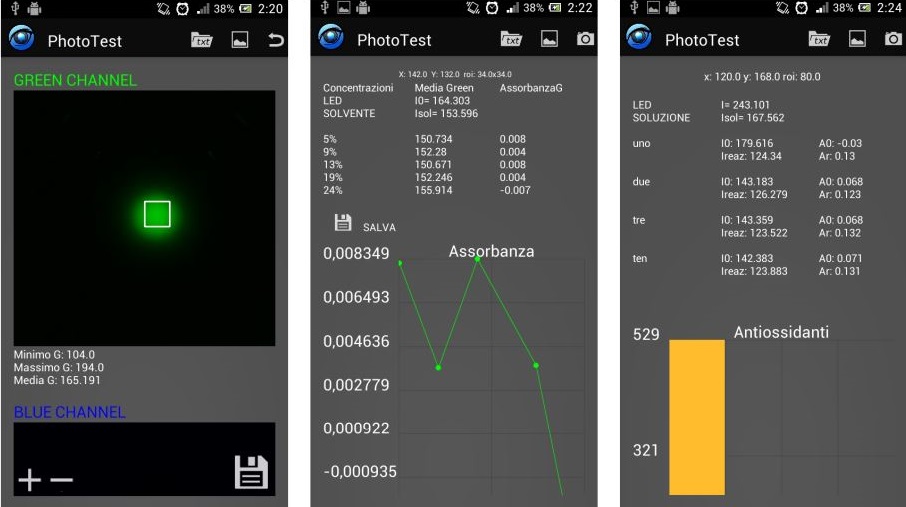 38% 2:20
PhotoTest txt
GREEN CHANNEL
Minimo G: 104.0
Massimo G: 194.0
Media G: 165.191
BLUE CHANNEL
38% 2:22
PhotoTest txt
X: 142.0 Y: 132.0 roi: 34.0x34.0
Concentrazioni Media Green AssorbanzaG
LED I0= 164.303
SOLVENTE Isol= 153.596
5% 150.734 0.008
9% 152.28 0.004
13% 150.671 0.008
19% 152.246 0.004
24% 155.914 -0.007
SALVA
Assorbanza
0,008349
0,006493
0,004636
0,002779
0,000922
-0,000935
38% 2:24
PhotoTest txt
x: 120.0 y: 168.0 roi: 80.0
LED I= 243.101
SOLUZIONE Isol= 167.562
uno I0: 179.616 A0: -0.03
Ireaz: 124.34 Ar: 0.13
due I0: 143.183 A0: 0.068
Ireaz: 126.279 Ar: 0.123
tre I0: 143.359 A0: 0.068
Ireaz: 123.522 Ar: 0.132
ten I0: 142.383 A0: 0.071
Ireaz: 123.883 Ar: 0.131
Antiossidanti
529
321